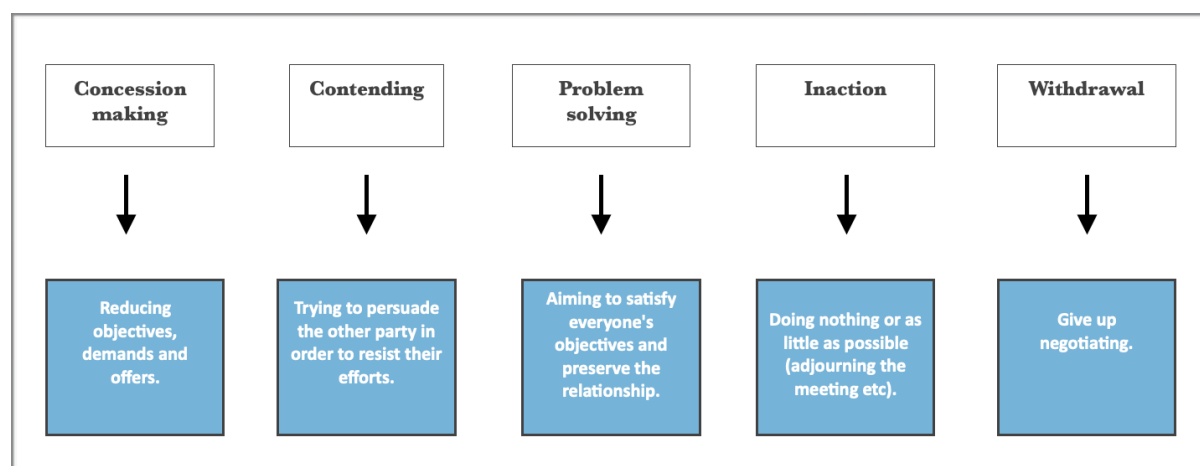 Concession
making
Contending
Problem
solving
Inaction
Withdrawal
Reducing
objectives,
demands and
offers.
Trying to persuade
the other party in
order to resist their
efforts.
Aiming to satisfy
everyone's
objectives and
preserve the
relationship.
Doing nothing or as
little as possible
(adjourning the
meeting etc).
Give up
negotiating.